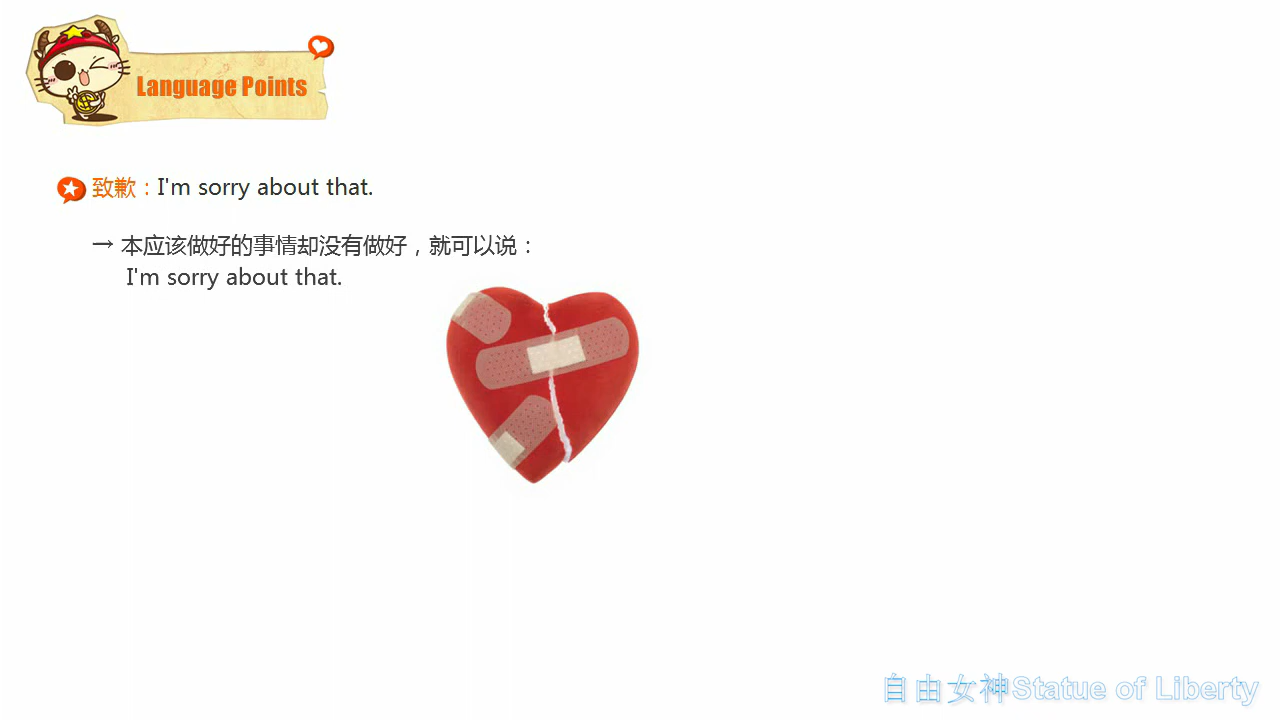 Language Points
致歉：I'm sorry about that.
→ 本应该做好的事情却没有做好，就可以说：
I'm sorry about that.
自由女神Statue of Liberty